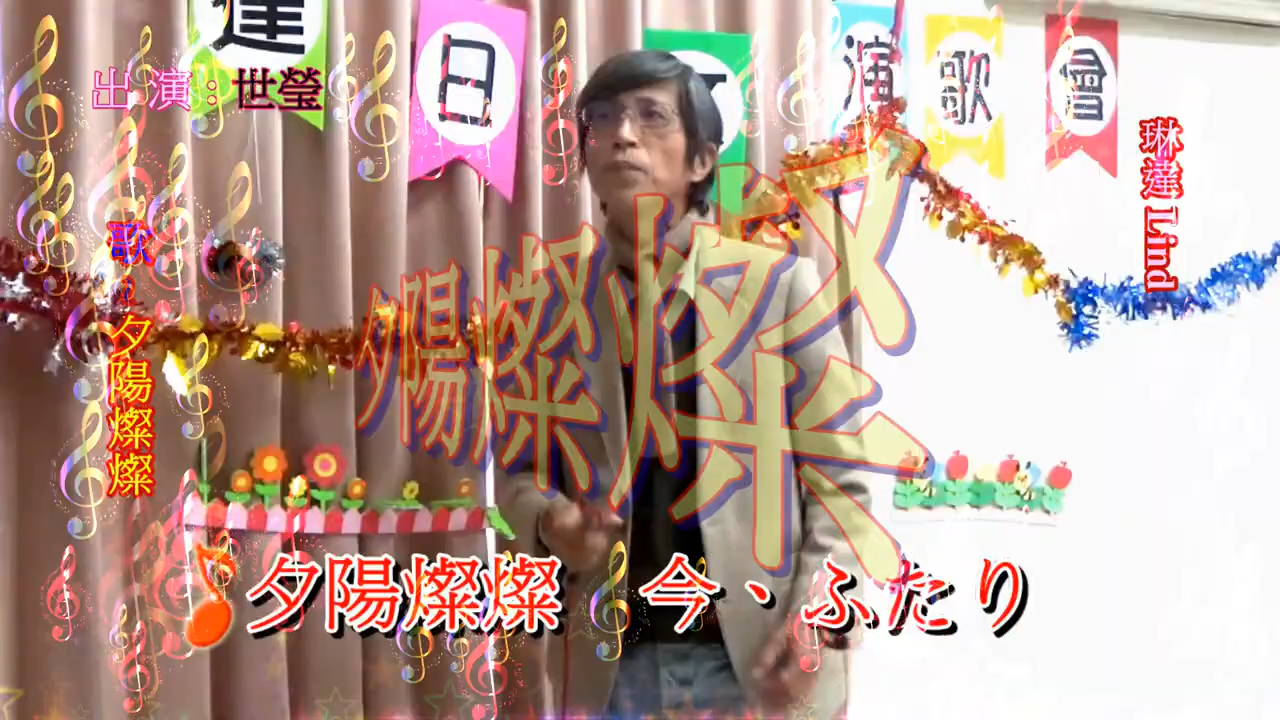 達 日 演 歌 會
出 演 : 世瑩
琳達 Lind
歌 : 夕陽燦燦
夕陽燦燦
夕陽燦燦 今、ふたり